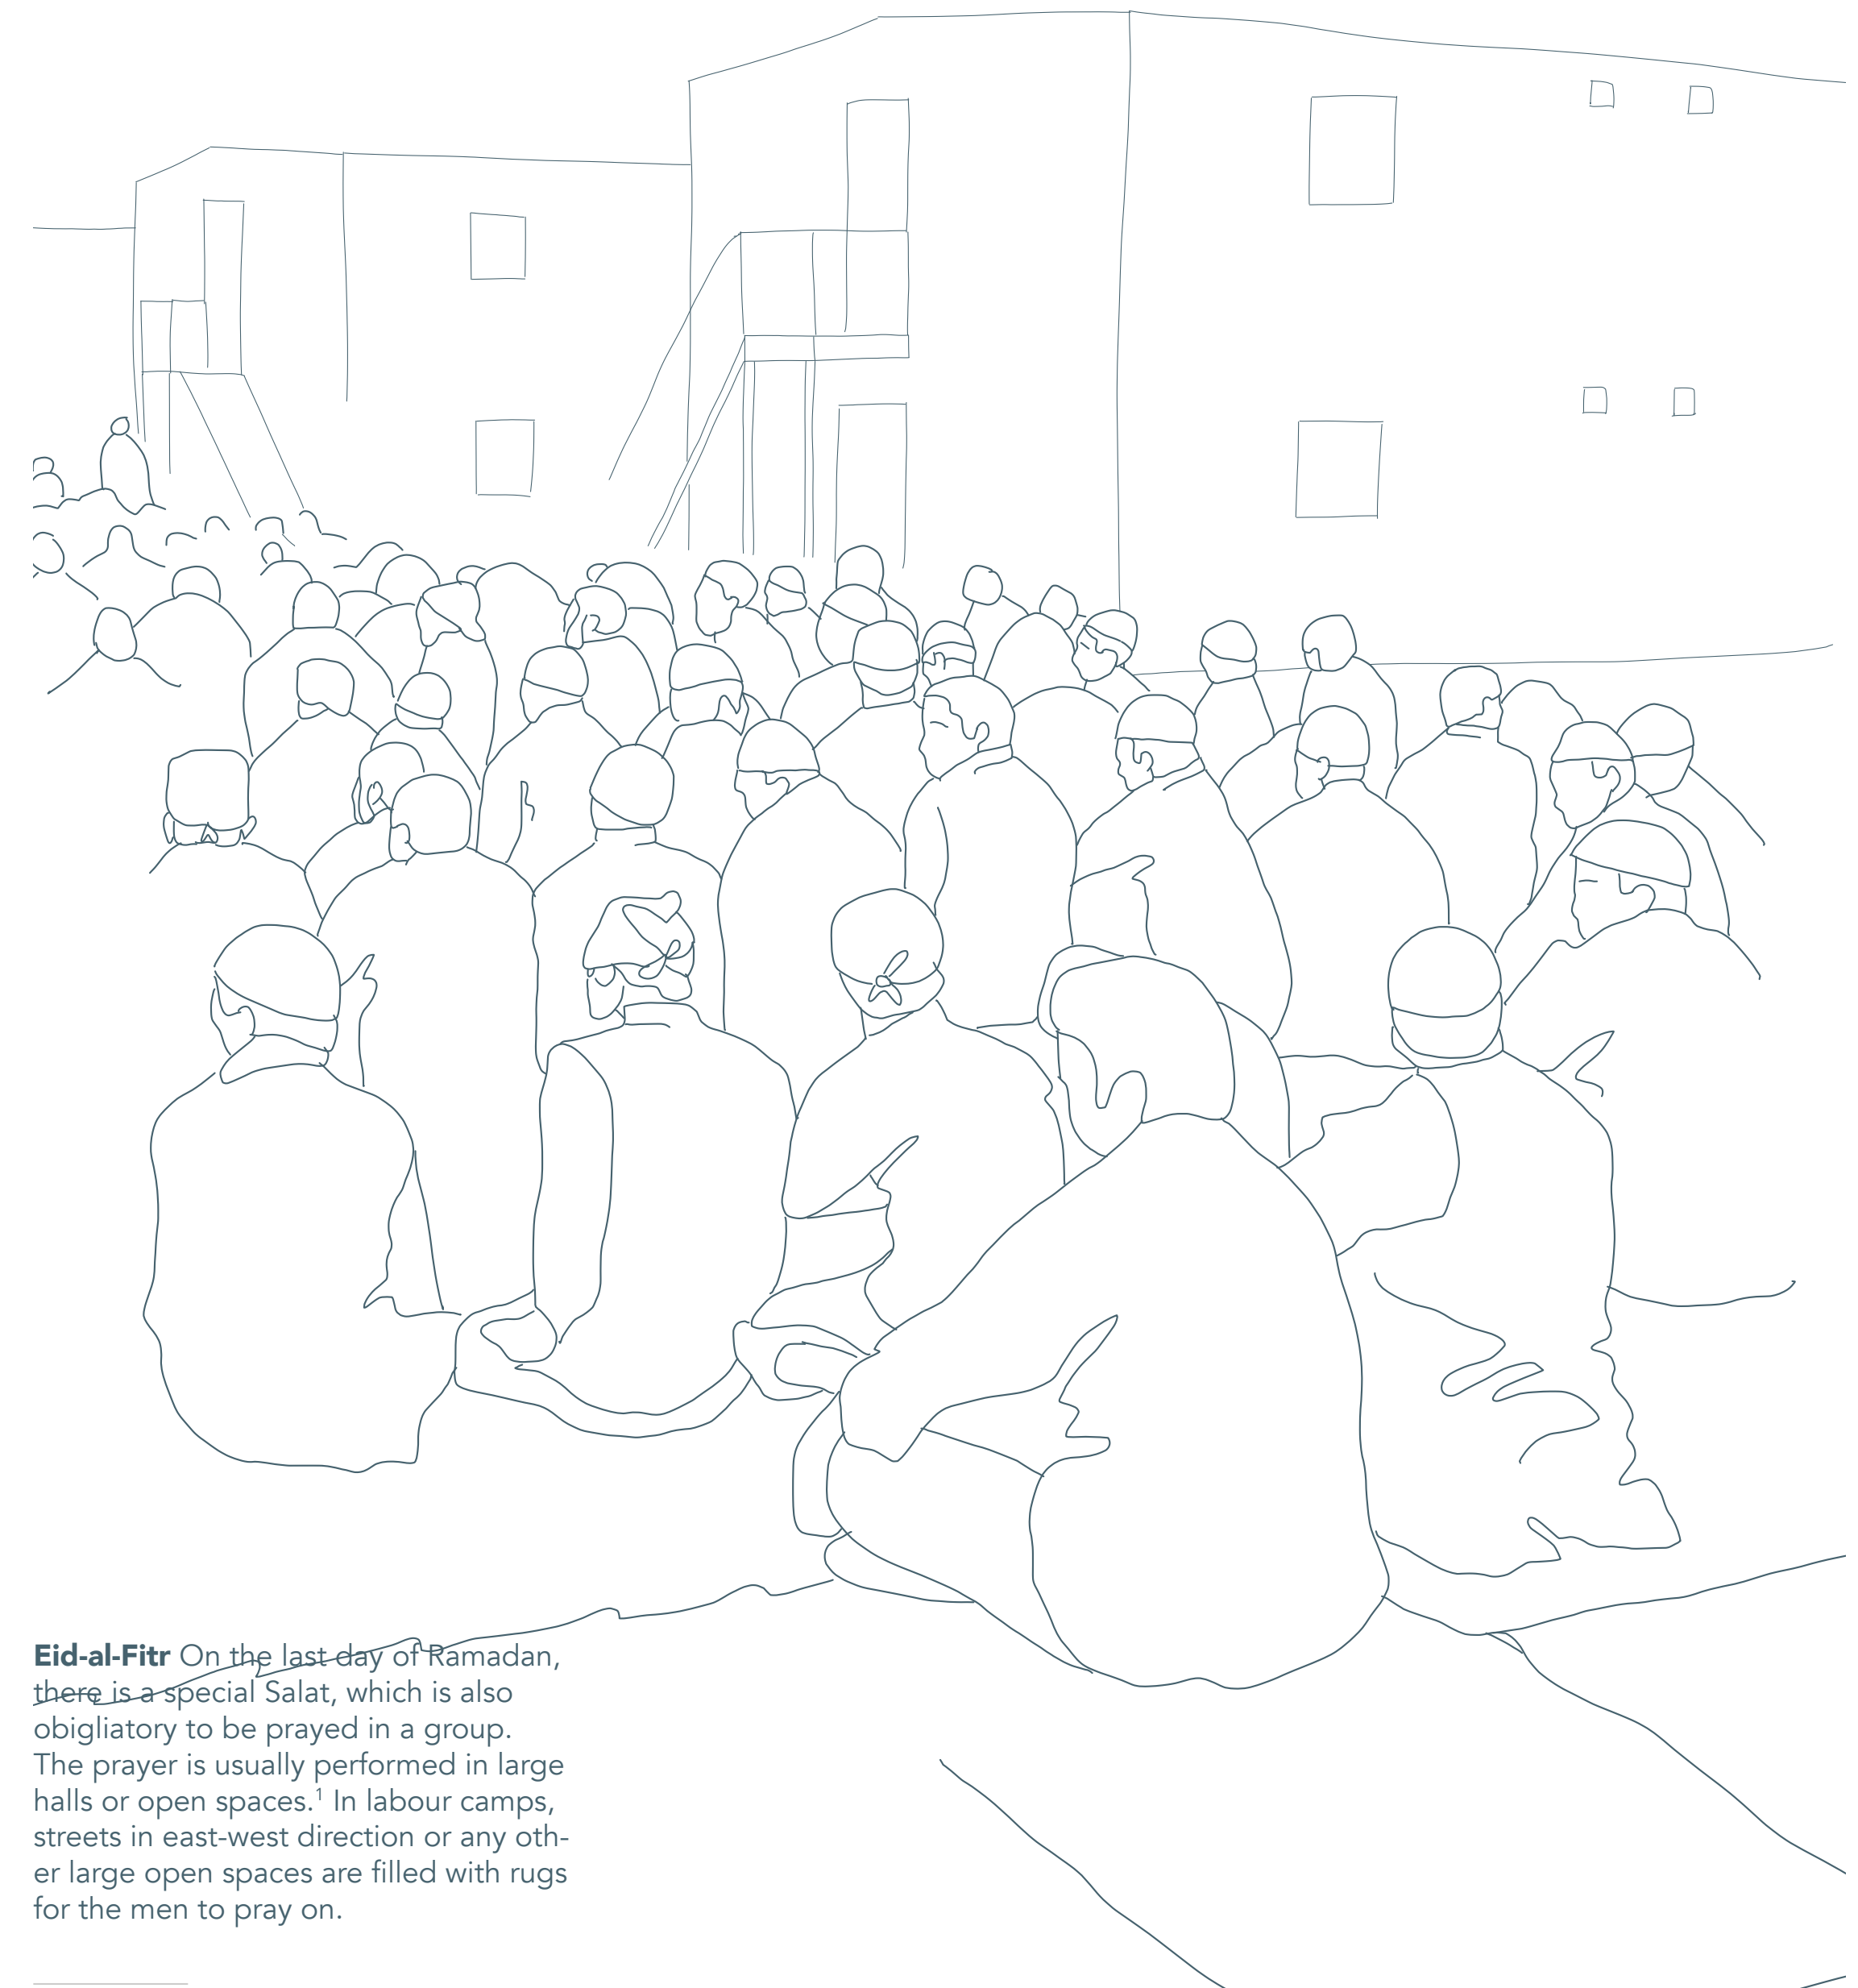 Eid-al-Fitr On the last day of Ramadan,
there is a special Salat, which is also
obigliatory to be prayed in a group.
The prayer is usually performed in large
halls or open spaces.1 In labour camps,
streets in east-west direction or any oth-
er large open spaces are filled with rugs
for the men to pray on.